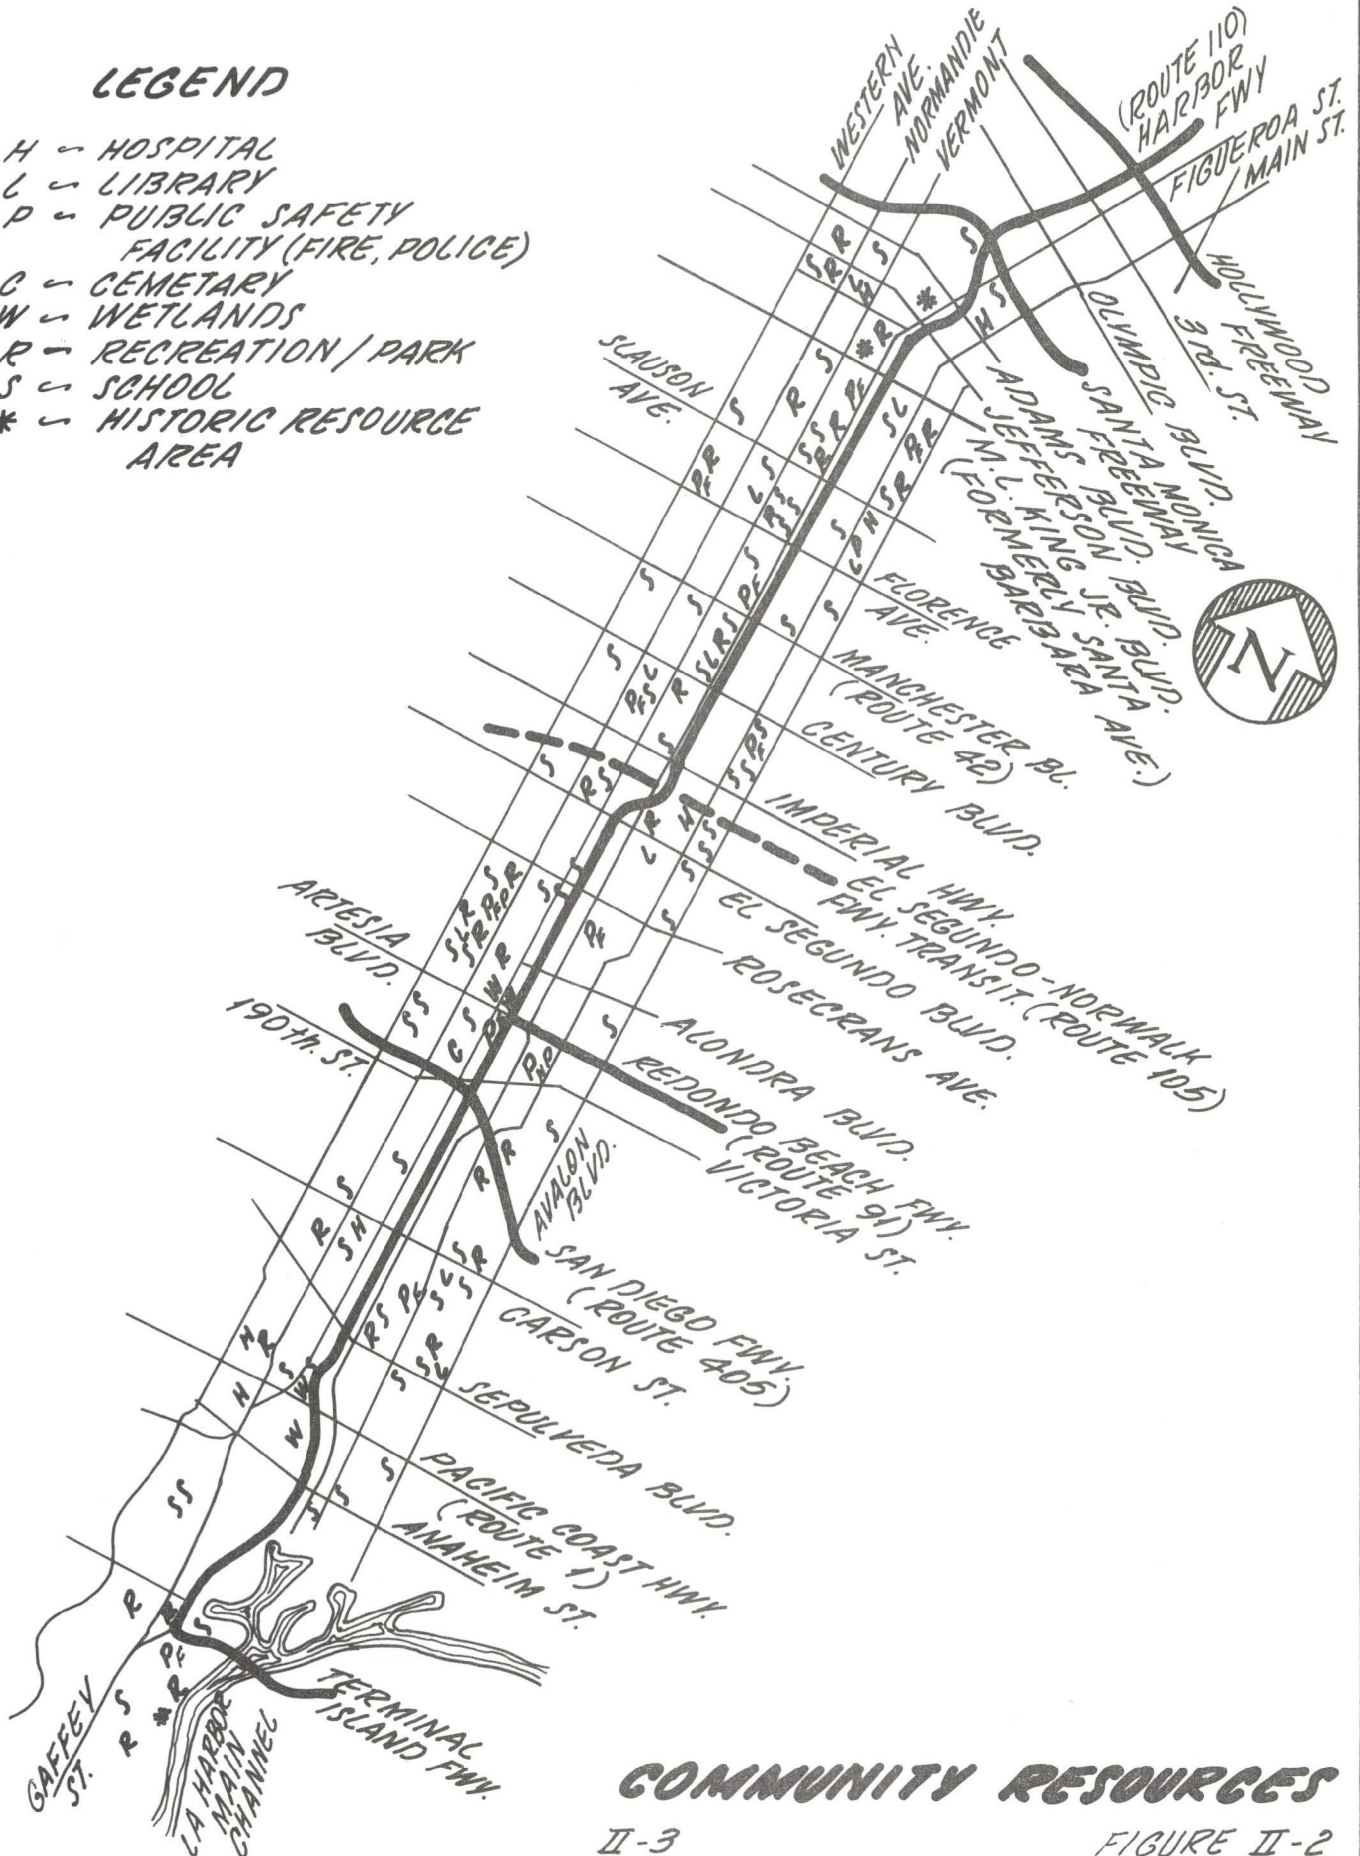 LEGEND
H ~ HOSPITAL
L ~ LIBRARY
P ~ PUBLIC SAFETY
FACILITY (FIRE, POLICE)
C ~ CEMETARY
W ~ WETLANDS
R ~ RECREATION/PARK
S ~ SCHOOL
* ~ HISTORIC RESOURCE
AREA
WESTERN
AVE.
NORMANDIE
VERMONT
(ROUTE 110)
HARBOR
FWY
FIGUEROA ST.
MAIN ST.
HOLLYWOOD
FREEWAY
3rd. ST.
OLYMPIC BLVD.
SANTA MONICA
FREEWAY
ADAMS BLVD.
JEFFERSON BLVD.
M.L. KING JR. BLVD.
(FORMERLY SANTA
BARBARA AVE.)
SLAUSON
AVE.
FLORENCE
AVE.
N
MANCHESTER BL.
(ROUTE 42)
CENTURY BLVD.
IMPERIAL HWY.
EL SEGUNDO-NORWALK
FWY. TRANSIT. (ROUTE 105)
EL SEGUNDO BLVD.
ROSECRANS AVE.
ARTESIA
BLVD.
190th. ST.
ALONDRA BLVD.
REDONDO BEACH FWY.
(ROUTE 91)
VICTORIA ST.
AVALON
BLVD.
SAN DIEGO FWY.
(ROUTE 405)
CARSON ST.
SEPULVEDA BLVD.
PACIFIC COAST HWY.
(ROUTE 1)
ANAHEIM ST.
TERMINAL
ISLAND FWY.
GAFFEY
ST.
LA HARBOR
MAIN
CHANNEL
COMMUNITY RESOURCES
II-3
FIGURE II-2